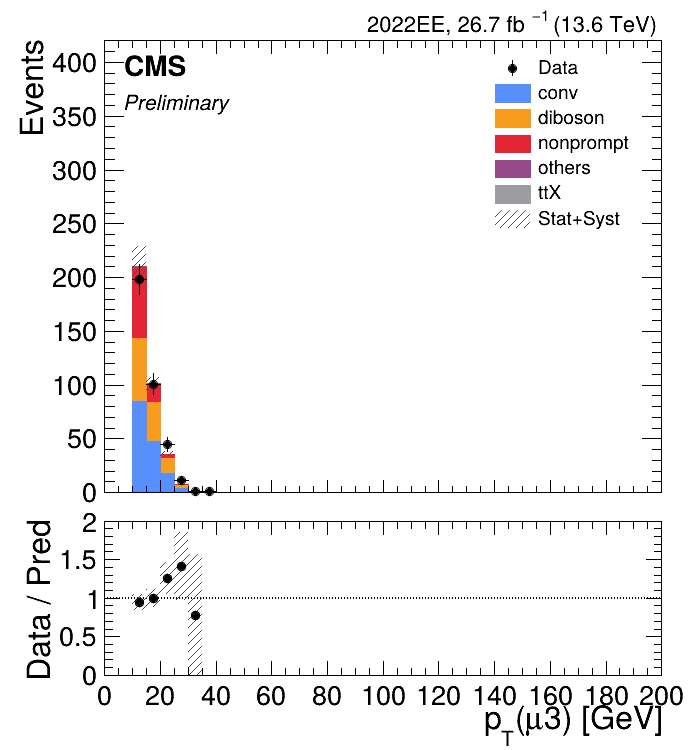 2022EE, 26.7 fb⁻¹ (13.6 TeV)
CMS
Preliminary
Events
400
350
300
250
200
150
100
50
0
Data
conv
diboson
nonprompt
others
ttX
Stat+Syst
Data / Pred
2
1.5
1
0.5
0
0 20 40 60 80 100 120 140 160 180 200
p_T(μ3) [GeV]